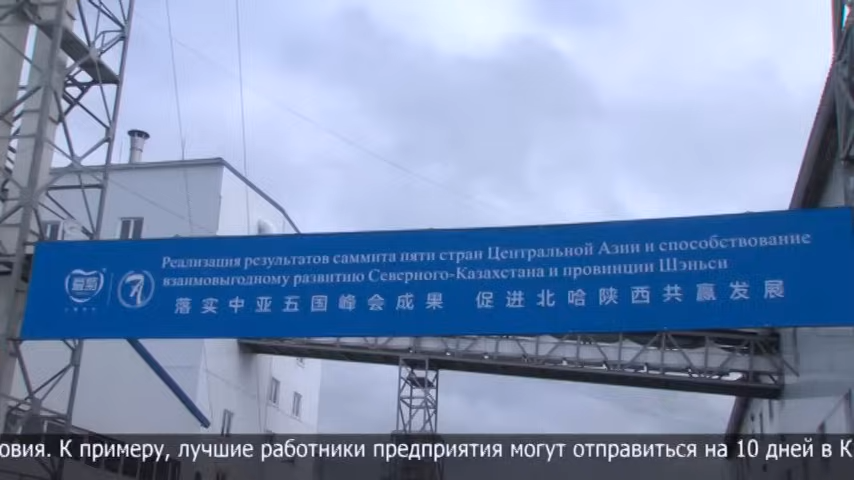 Реализация результатов саммита пяти стран Центральной Азии и способствование
взаимовыгодному развитию Северного-Казахстана и провинции Шэньси
落实中亚五国峰会成果 促进北哈陕西共赢发展
овия. К примеру, лучшие работники предприятия могут отправиться на 10 дней в К